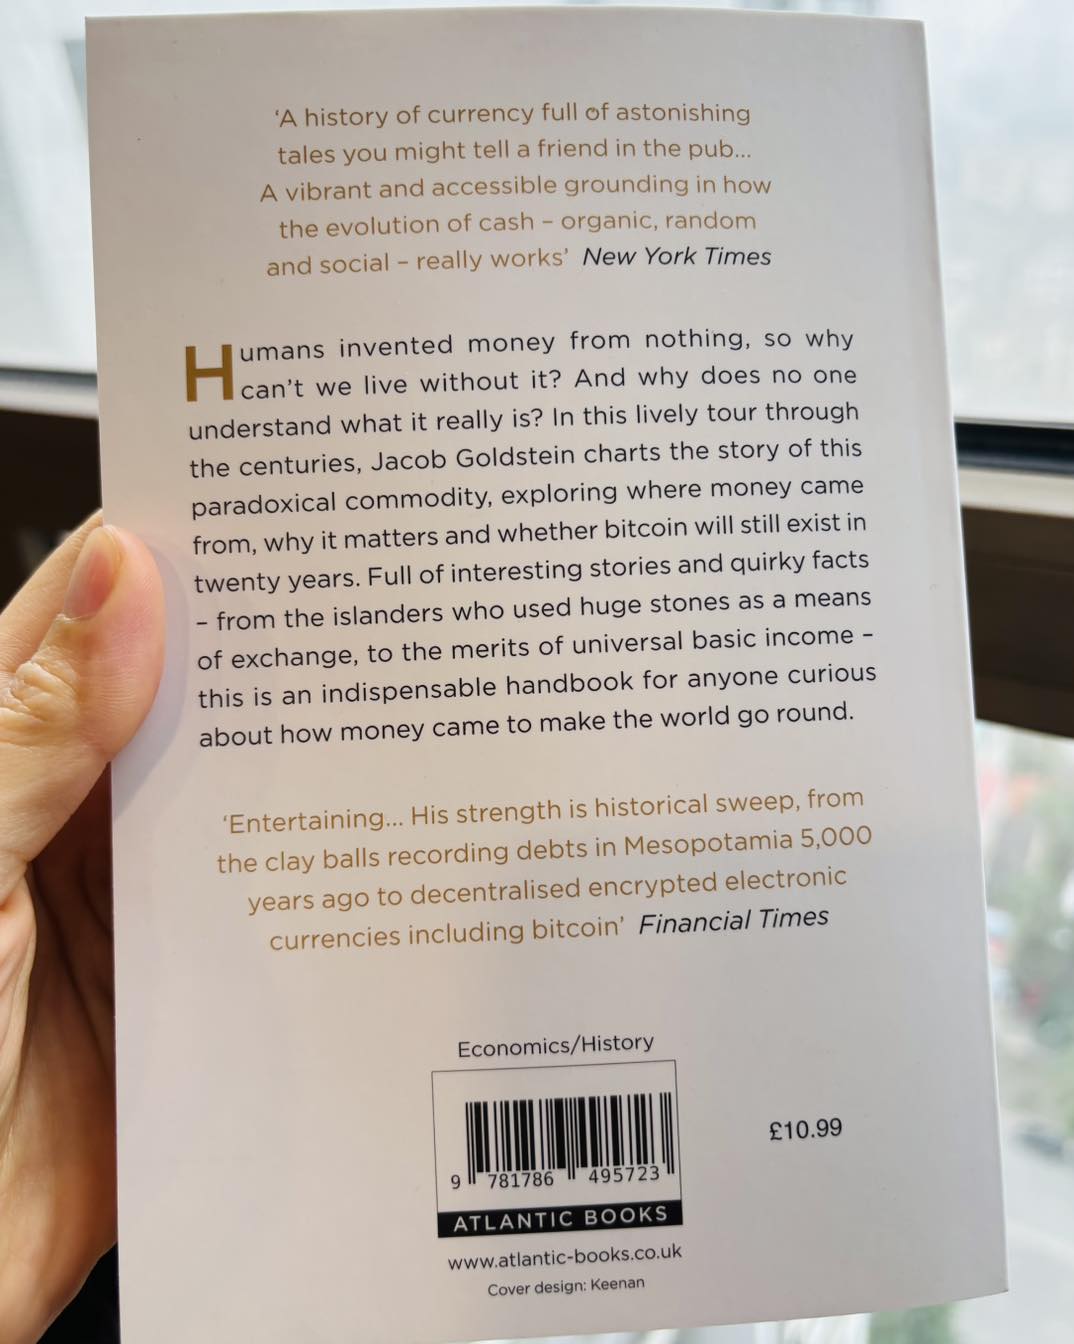 ‘A history of currency full of astonishing
tales you might tell a friend in the pub...
A vibrant and accessible grounding in how
the evolution of cash – organic, random
and social – really works’ New York Times
Humans invented money from nothing, so why
can’t we live without it? And why does no one
understand what it really is? In this lively tour through
the centuries, Jacob Goldstein charts the story of this
paradoxical commodity, exploring where money came
from, why it matters and whether bitcoin will still exist in
twenty years. Full of interesting stories and quirky facts
– from the islanders who used huge stones as a means
of exchange, to the merits of universal basic income –
this is an indispensable handbook for anyone curious
about how money came to make the world go round.
‘Entertaining... His strength is historical sweep, from
the clay balls recording debts in Mesopotamia 5,000
years ago to decentralised encrypted electronic
currencies including bitcoin’ Financial Times
Economics/History
£10.99
9 781786 495723
ATLANTIC BOOKS
www.atlantic-books.co.uk
Cover design: Keenan